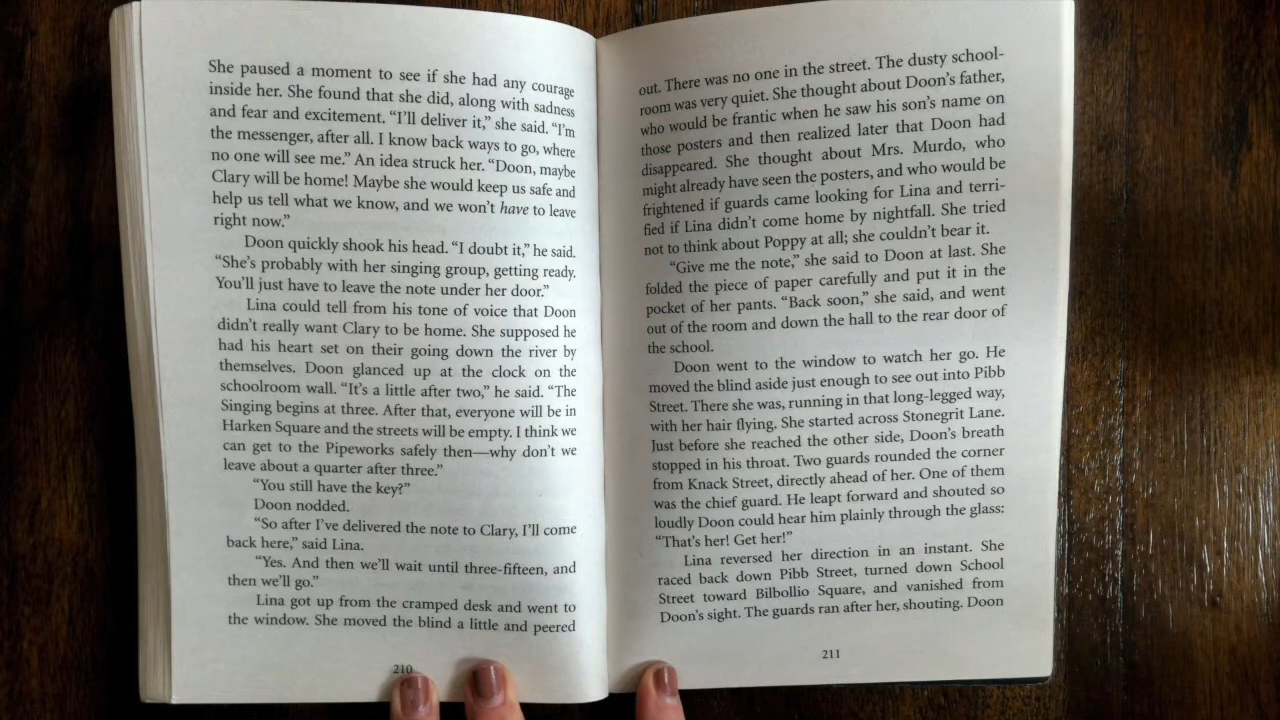 She paused a moment to see if she had any courage
inside her. She found that she did, along with sadness
and fear and excitement. “I’ll deliver it,” she said. “I’m
the messenger, after all. I know back ways to go, where
no one will see me.” An idea struck her. “Doon, maybe
Clary will be home! Maybe she would keep us safe and
help us tell what we know, and we won’t have to leave
right now.”
Doon quickly shook his head. “I doubt it,” he said.
“She’s probably with her singing group, getting ready.
You’ll just have to leave the note under her door.”
Lina could tell from his tone of voice that Doon
didn’t really want Clary to be home. She supposed he
had his heart set on their going down the river by
themselves. Doon glanced up at the clock on the
schoolroom wall. “It’s a little after two,” he said. “The
Singing begins at three. After that, everyone will be in
Harken Square and the streets will be empty. I think we
can get to the Pipeworks safely then—why don’t we
leave about a quarter after three.”
“You still have the key?”
Doon nodded.
“So after I’ve delivered the note to Clary, I’ll come
back here,” said Lina.
“Yes. And then we’ll wait until three-fifteen, and
then we’ll go.”
Lina got up from the cramped desk and went to
the window. She moved the blind a little and peered
210
out. There was no one in the street. The dusty school-
room was very quiet. She thought about Doon’s father,
who would be frantic when he saw his son’s name on
those posters and then realized later that Doon had
disappeared. She thought about Mrs. Murdo, who
might already have seen the posters, and who would be
frightened if guards came looking for Lina and terri-
fied if Lina didn’t come home by nightfall. She tried
not to think about Poppy at all; she couldn’t bear it.
“Give me the note,” she said to Doon at last. She
folded the piece of paper carefully and put it in the
pocket of her pants. “Back soon,” she said, and went
out of the room and down the hall to the rear door of
the school.
Doon went to the window to watch her go. He
moved the blind aside just enough to see out into Pibb
Street. There she was, running in that long-legged way,
with her hair flying. She started across Stonegrit Lane.
Just before she reached the other side, Doon’s breath
stopped in his throat. Two guards rounded the corner
from Knack Street, directly ahead of her. One of them
was the chief guard. He leapt forward and shouted so
loudly Doon could hear him plainly through the glass:
“That’s her! Get her!”
Lina reversed her direction in an instant. She
raced back down Pibb Street, turned down School
Street toward Bilbollio Square, and vanished from
Doon’s sight. The guards ran after her, shouting. Doon
211